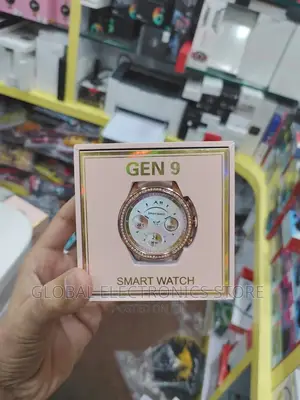 GEN 9
SMART WATCH
GLOBAL ELECTRONICS STORE